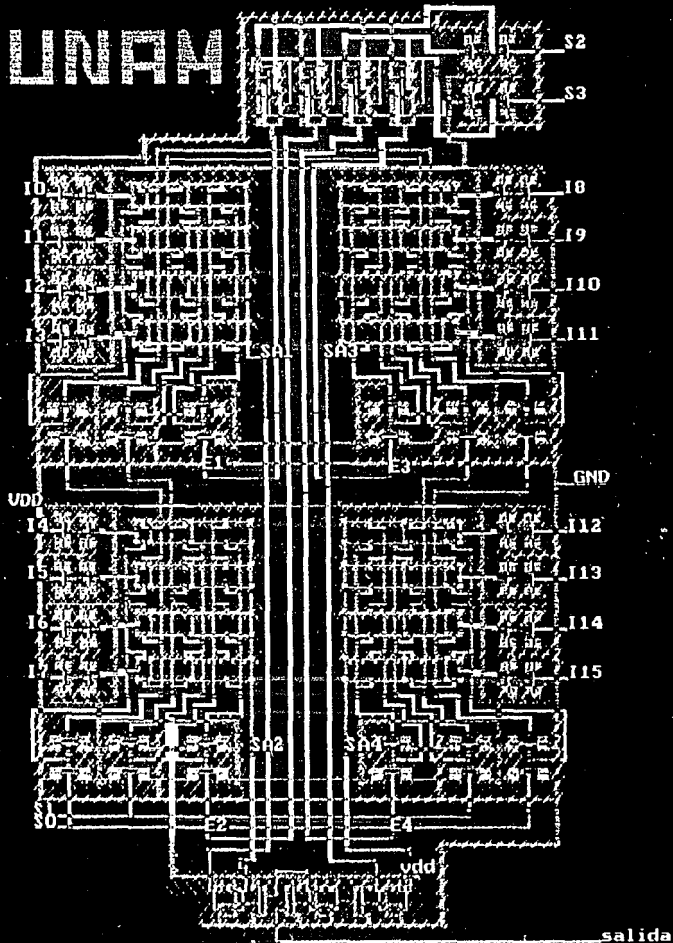 UNAM
S2
S3
I0 I8
I1 I9
I2 I10
I3 I11
SA1 SA3
E1 E3
GND
VDD
I4 I12
I5 I13
I6 I14
I7 I15
SA2 SA4
S0
E2 E4
vdd
salida